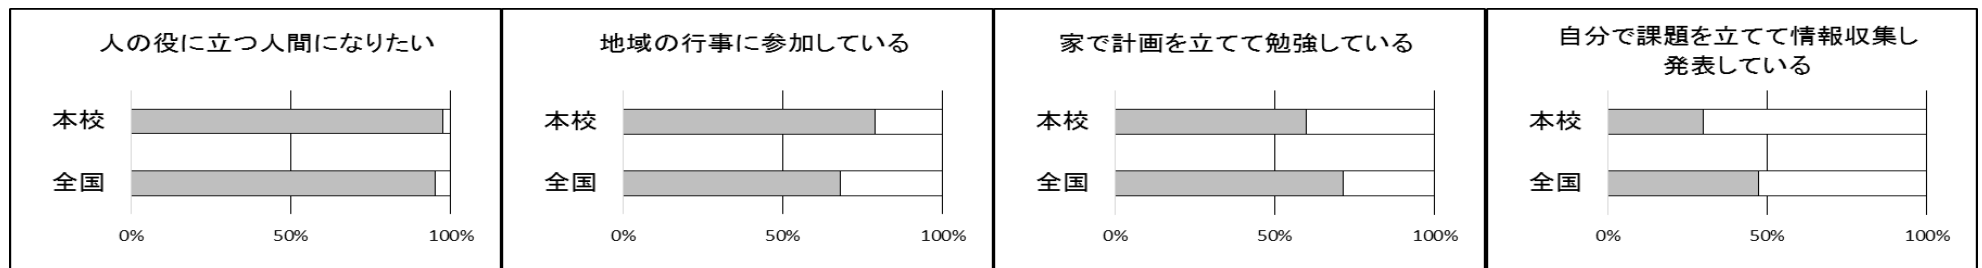 人の役に立つ人間になりたい
本校
全国
0% 50% 100%
地域の行事に参加している
本校
全国
0% 50% 100%
家で計画を立てて勉強している
本校
全国
0% 50% 100%
自分で課題を立てて情報収集し
発表している
本校
全国
0% 50% 100%